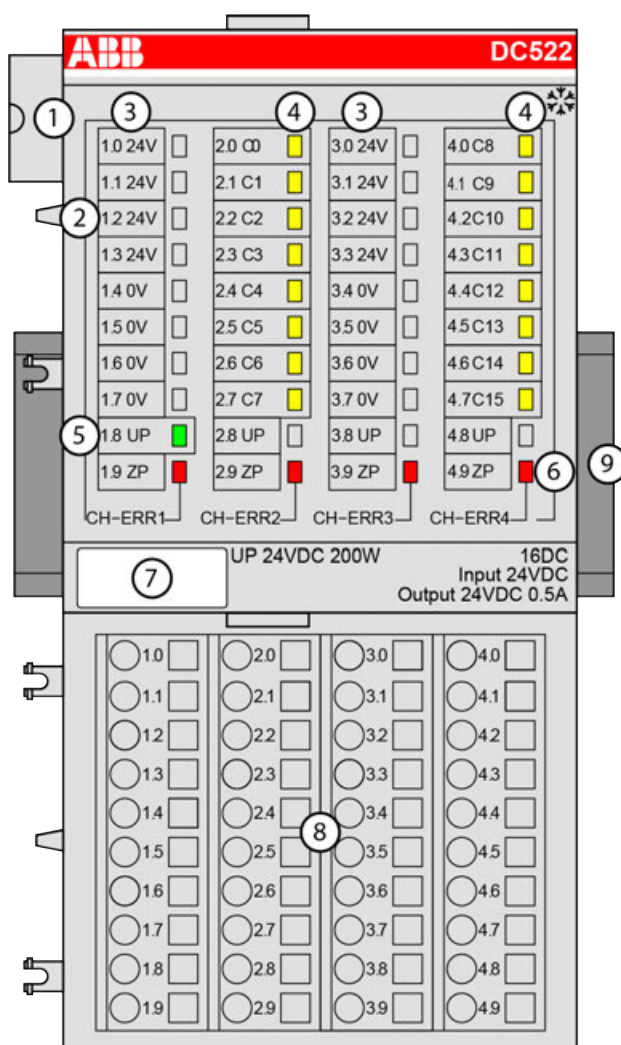 ABB DC522
1 3 4 3 4
1.0 24V 2.0 C0 3.0 24V 4.0 C8
1.1 24V 2.1 C1 3.1 24V 4.1 C9
2 1.2 24V 2.2 C2 3.2 24V 4.2 C10
1.3 24V 2.3 C3 3.3 24V 4.3 C11
1.4 0V 2.4 C4 3.4 0V 4.4 C12
1.5 0V 2.5 C5 3.5 0V 4.5 C13
1.6 0V 2.6 C6 3.6 0V 4.6 C14
1.7 0V 2.7 C7 3.7 0V 4.7 C15
5 1.8 UP 2.8 UP 3.8 UP 4.8 UP
1.9 ZP 2.9 ZP 3.9 ZP 4.9 ZP 6 9
CH-ERR1 CH-ERR2 CH-ERR3 CH-ERR4
7 UP 24VDC 200W 16DC
Input 24VDC
Output 24VDC 0.5A
1.0 2.0 3.0 4.0
1.1 2.1 3.1 4.1
1.2 2.2 3.2 4.2
1.3 2.3 3.3 4.3
1.4 2.4 3.4 4.4
8
1.5 2.5 3.5 4.5
1.6 2.6 3.6 4.6
1.7 2.7 3.7 4.7
1.8 2.8 3.8 4.8
1.9 2.9 3.9 4.9